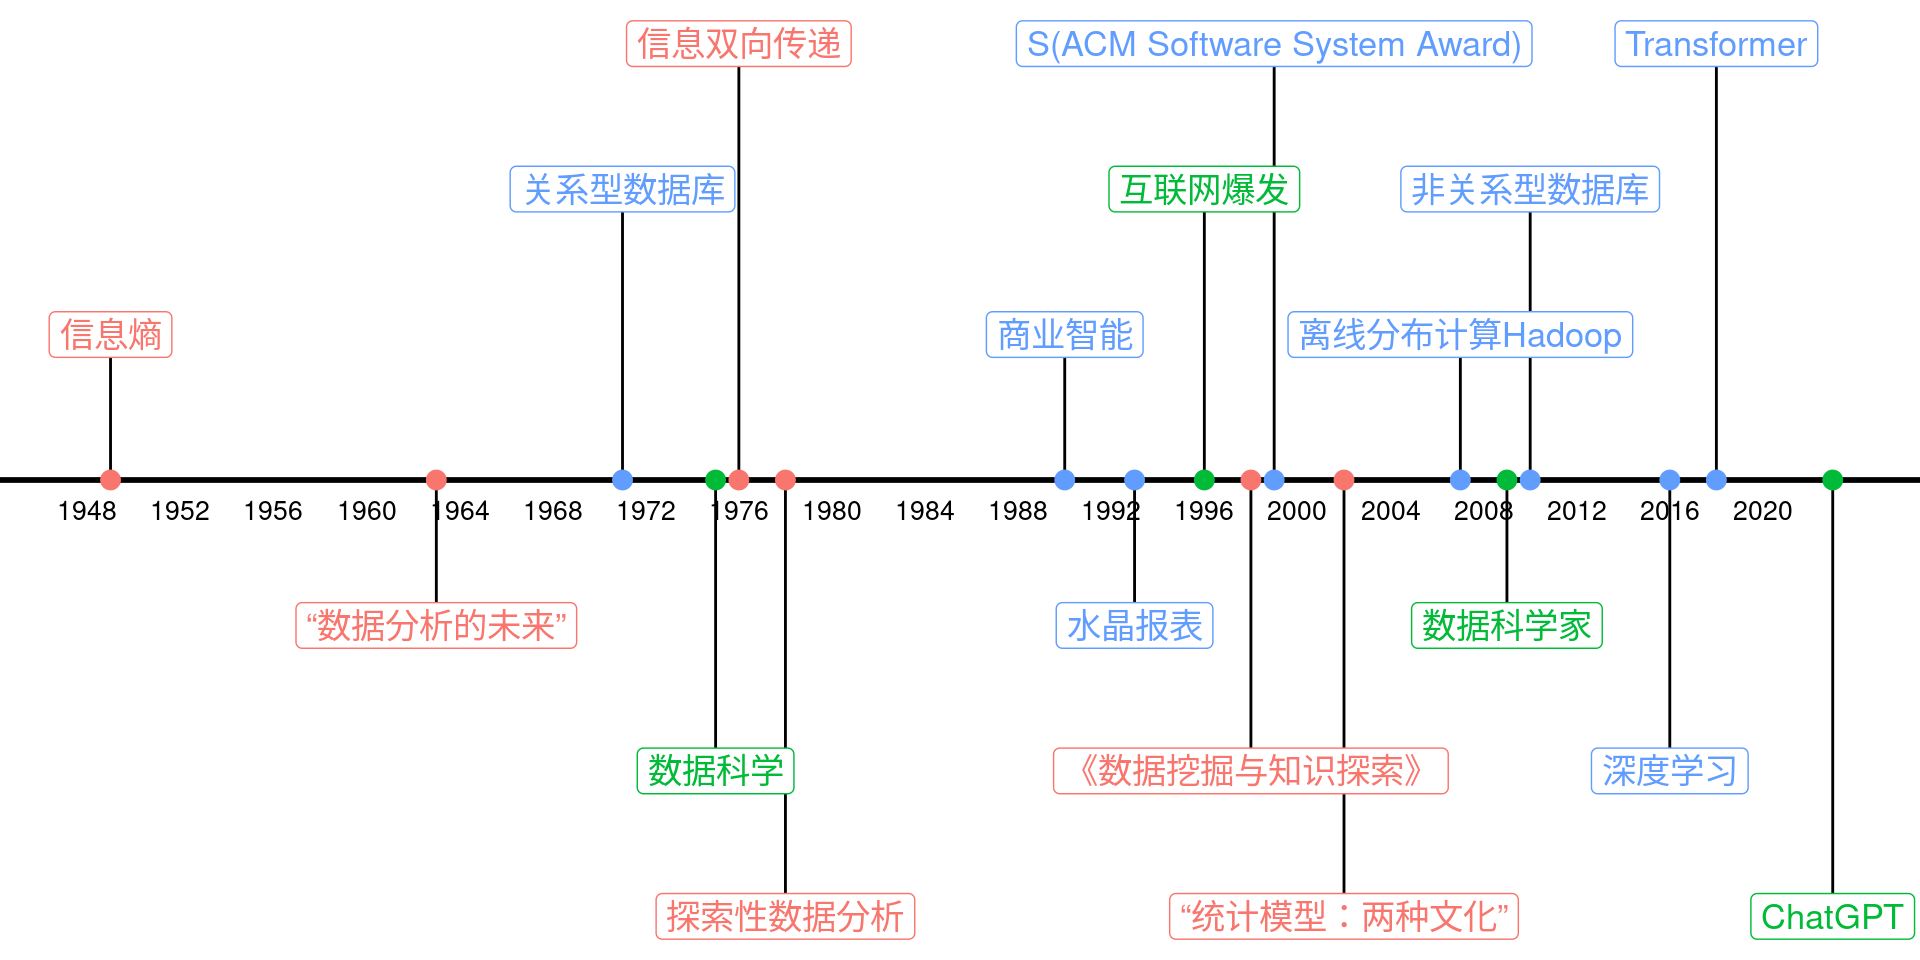 信息双向传递
S(ACM Software System Award)
Transformer
关系型数据库
互联网爆发
非关系型数据库
信息熵
商业智能
离线分布计算Hadoop
1948 1952 1956 1960 1964 1968 1972 1976 1980 1984 1988 1992 1996 2000 2004 2008 2012 2016 2020
“数据分析的未来”
水晶报表
数据科学家
数据科学
《数据挖掘与知识探索》
深度学习
探索性数据分析
“统计模型：两种文化”
ChatGPT